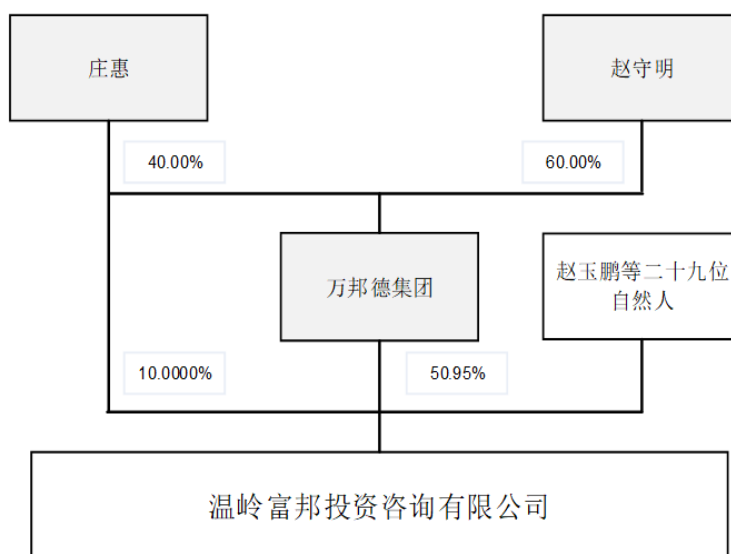 庄惠
赵守明
40.00%
60.00%
万邦德集团
赵玉鹏等二十九位
自然人
10.0000%
50.95%
温岭富邦投资咨询有限公司